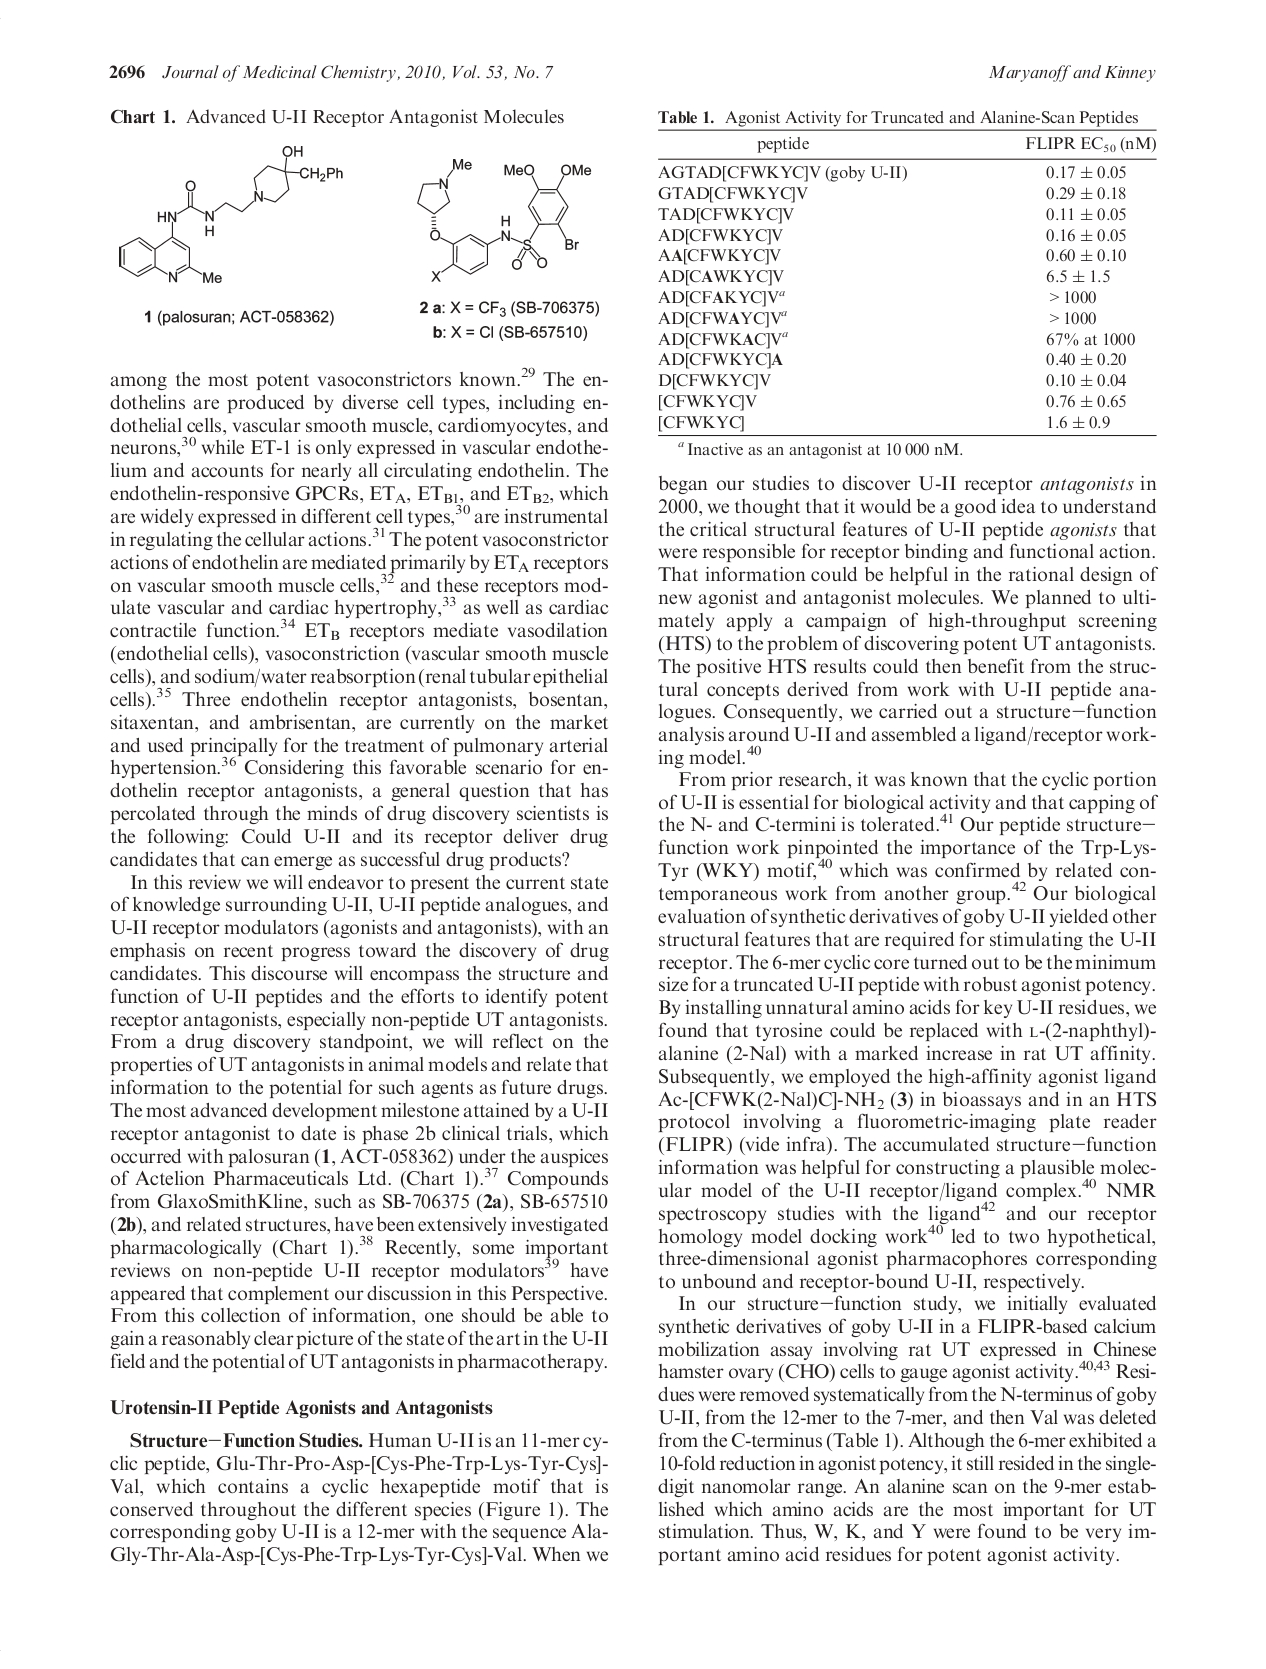 2696 Journal of Medicinal Chemistry, 2010, Vol. 53, No. 7
Maryanoff and Kinney
Chart 1. Advanced U-II Receptor Antagonist Molecules
OH
CH2Ph
O
N
HN
N
H
N
Me
1 (palosuran; ACT-058362)
Me
N
MeO
OMe
O
H
N
S
O
O
Br
X
2 a: X = CF3 (SB-706375)
b: X = Cl (SB-657510)
among the most potent vasoconstrictors known.29 The en-
dothelins are produced by diverse cell types, including en-
dothelial cells, vascular smooth muscle, cardiomyocytes, and
neurons,30 while ET-1 is only expressed in vascular endothe-
lium and accounts for nearly all circulating endothelin. The
endothelin-responsive GPCRs, ETA, ETB1, and ETB2, which
are widely expressed in different cell types,30 are instrumental
in regulating the cellular actions.31 The potent vasoconstrictor
actions of endothelin are mediated primarily by ETA receptors
on vascular smooth muscle cells,32 and these receptors mod-
ulate vascular and cardiac hypertrophy,33 as well as cardiac
contractile function.34 ETB receptors mediate vasodilation
(endothelial cells), vasoconstriction (vascular smooth muscle
cells), and sodium/water reabsorption (renal tubular epithelial
cells).35 Three endothelin receptor antagonists, bosentan,
sitaxentan, and ambrisentan, are currently on the market
and used principally for the treatment of pulmonary arterial
hypertension.36 Considering this favorable scenario for en-
dothelin receptor antagonists, a general question that has
percolated through the minds of drug discovery scientists is
the following: Could U-II and its receptor deliver drug
candidates that can emerge as successful drug products?
In this review we will endeavor to present the current state
of knowledge surrounding U-II, U-II peptide analogues, and
U-II receptor modulators (agonists and antagonists), with an
emphasis on recent progress toward the discovery of drug
candidates. This discourse will encompass the structure and
function of U-II peptides and the efforts to identify potent
receptor antagonists, especially non-peptide UT antagonists.
From a drug discovery standpoint, we will reflect on the
properties of UT antagonists in animal models and relate that
information to the potential for such agents as future drugs.
The most advanced development milestone attained by a U-II
receptor antagonist to date is phase 2b clinical trials, which
occurred with palosuran (1, ACT-058362) under the auspices
of Actelion Pharmaceuticals Ltd. (Chart 1).37 Compounds
from GlaxoSmithKline, such as SB-706375 (2a), SB-657510
(2b), and related structures, have been extensively investigated
pharmacologically (Chart 1).38 Recently, some important
reviews on non-peptide U-II receptor modulators39 have
appeared that complement our discussion in this Perspective.
From this collection of information, one should be able to
gain a reasonably clear picture of the state of the art in the U-II
field and the potential of UT antagonists in pharmacotherapy.
Urotensin-II Peptide Agonists and Antagonists
Structure−Function Studies. Human U-II is an 11-mer cy-
clic peptide, Glu-Thr-Pro-Asp-[Cys-Phe-Trp-Lys-Tyr-Cys]-
Val, which contains a cyclic hexapeptide motif that is
conserved throughout the different species (Figure 1). The
corresponding goby U-II is a 12-mer with the sequence Ala-
Gly-Thr-Ala-Asp-[Cys-Phe-Trp-Lys-Tyr-Cys]-Val. When we
Table 1. Agonist Activity for Truncated and Alanine-Scan Peptides
peptide FLIPR EC50 (nM)
AGTAD[CFWKYC]V (goby U-II) 0.17 ± 0.05
GTAD[CFWKYC]V 0.29 ± 0.18
TAD[CFWKYC]V 0.11 ± 0.05
AD[CFWKYC]V 0.16 ± 0.05
AA[CFWKYC]V 0.60 ± 0.10
AD[CAWKYC]V 6.5 ± 1.5
AD[CFAKYC]Va > 1000
AD[CFWAYC]Va > 1000
AD[CFWKAC]Va 67% at 1000
AD[CFWKYC]A 0.40 ± 0.20
D[CFWKYC]V 0.10 ± 0.04
[CFWKYC]V 0.76 ± 0.65
[CFWKYC] 1.6 ± 0.9
a Inactive as an antagonist at 10 000 nM.
began our studies to discover U-II receptor antagonists in
2000, we thought that it would be a good idea to understand
the critical structural features of U-II peptide agonists that
were responsible for receptor binding and functional action.
That information could be helpful in the rational design of
new agonist and antagonist molecules. We planned to ulti-
mately apply a campaign of high-throughput screening
(HTS) to the problem of discovering potent UT antagonists.
The positive HTS results could then benefit from the struc-
tural concepts derived from work with U-II peptide ana-
logues. Consequently, we carried out a structure−function
analysis around U-II and assembled a ligand/receptor work-
ing model.40
From prior research, it was known that the cyclic portion
of U-II is essential for biological activity and that capping of
the N- and C-termini is tolerated.41 Our peptide structure−
function work pinpointed the importance of the Trp-Lys-
Tyr (WKY) motif,40 which was confirmed by related con-
temporaneous work from another group.42 Our biological
evaluation of synthetic derivatives of goby U-II yielded other
structural features that are required for stimulating the U-II
receptor. The 6-mer cyclic core turned out to be the minimum
size for a truncated U-II peptide with robust agonist potency.
By installing unnatural amino acids for key U-II residues, we
found that tyrosine could be replaced with L-(2-naphthyl)-
alanine (2-Nal) with a marked increase in rat UT affinity.
Subsequently, we employed the high-affinity agonist ligand
Ac-[CFWK(2-Nal)C]-NH2 (3) in bioassays and in an HTS
protocol involving a fluorometric-imaging plate reader
(FLIPR) (vide infra). The accumulated structure−function
information was helpful for constructing a plausible molec-
ular model of the U-II receptor/ligand complex.40 NMR
spectroscopy studies with the ligand42 and our receptor
homology model docking work40 led to two hypothetical,
three-dimensional agonist pharmacophores corresponding
to unbound and receptor-bound U-II, respectively.
In our structure−function study, we initially evaluated
synthetic derivatives of goby U-II in a FLIPR-based calcium
mobilization assay involving rat UT expressed in Chinese
hamster ovary (CHO) cells to gauge agonist activity.40,43 Resi-
dues were removed systematically from the N-terminus of goby
U-II, from the 12-mer to the 7-mer, and then Val was deleted
from the C-terminus (Table 1). Although the 6-mer exhibited a
10-fold reduction in agonist potency, it still resided in the single-
digit nanomolar range. An alanine scan on the 9-mer estab-
lished which amino acids are the most important for UT
stimulation. Thus, W, K, and Y were found to be very im-
portant amino acid residues for potent agonist activity.